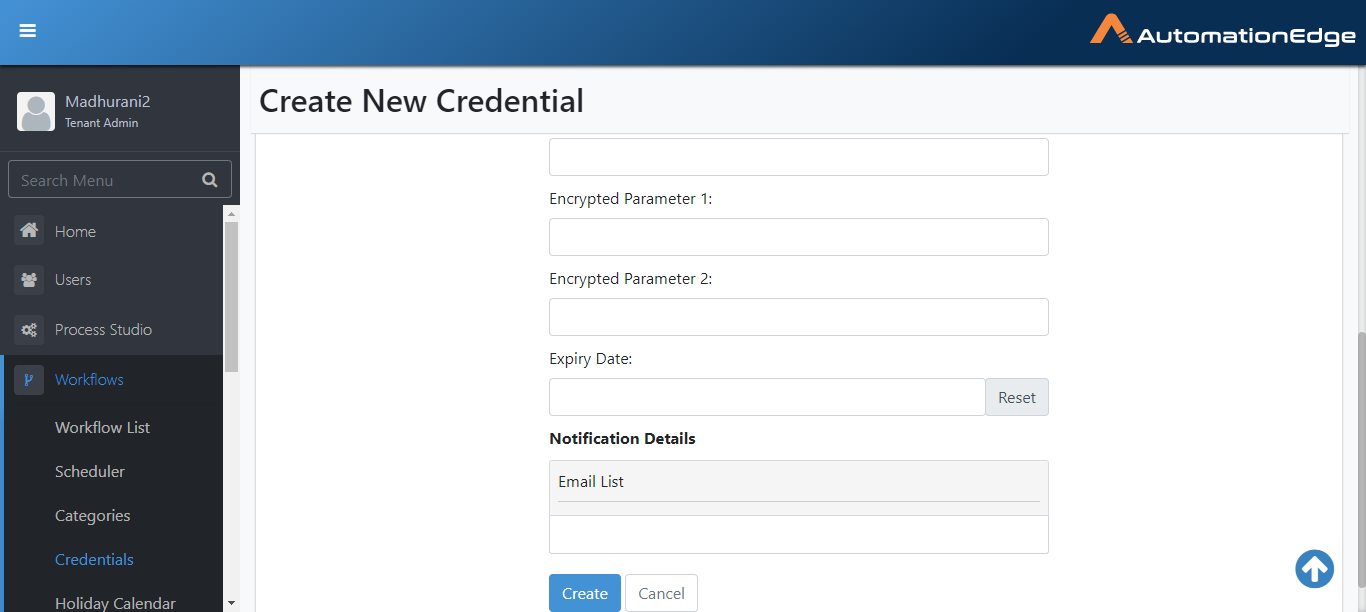 AutomationEdge
Madhurani2
Tenant Admin
Search Menu
Home
Users
Process Studio
Workflows
Workflow List
Scheduler
Categories
Credentials
Holiday Calendar
Create New Credential
Encrypted Parameter 1:
Encrypted Parameter 2:
Expiry Date:
Reset
Notification Details
Email List
Create Cancel